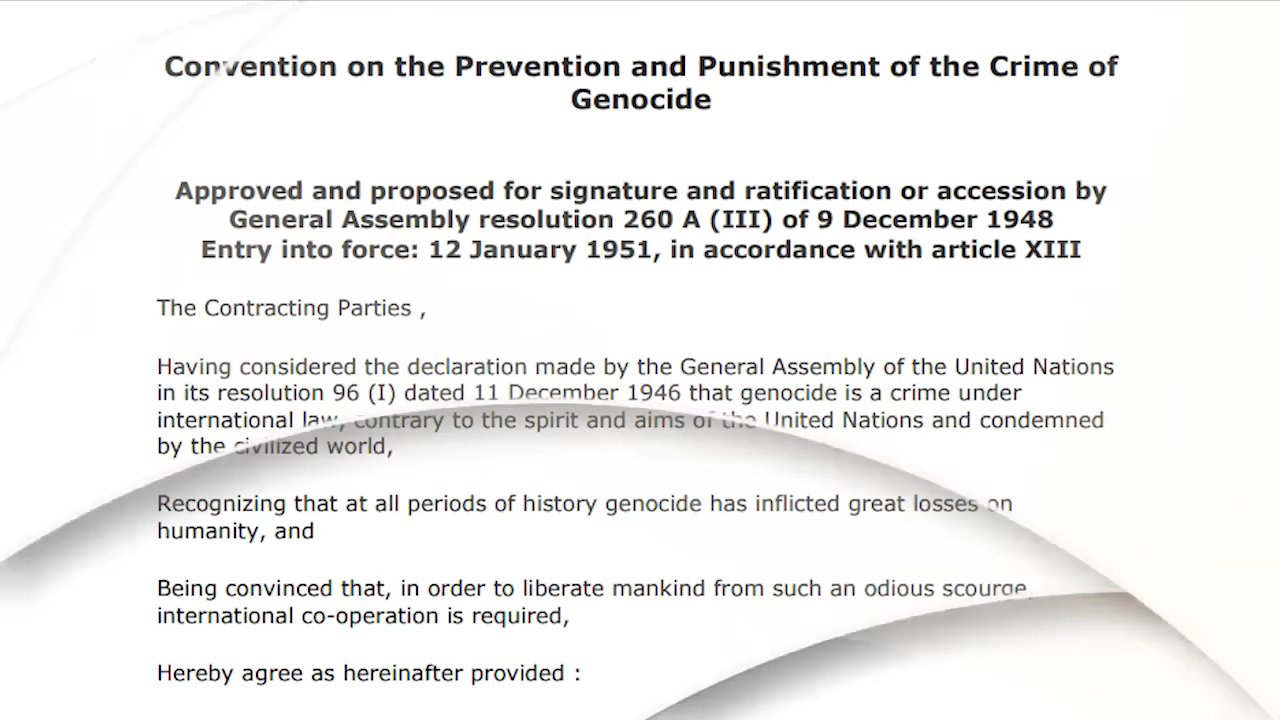 Convention on the Prevention and Punishment of the Crime of
Genocide
Approved and proposed for signature and ratification or accession by
General Assembly resolution 260 A (III) of 9 December 1948
Entry into force: 12 January 1951, in accordance with article XIII
The Contracting Parties ,
Having considered the declaration made by the General Assembly of the United Nations
in its resolution 96 (I) dated 11 December 1946 that genocide is a crime under
international law, contrary to the spirit and aims of the United Nations and condemned
by the civilized world,
Recognizing that at all periods of history genocide has inflicted great losses on
humanity, and
Being convinced that, in order to liberate mankind from such an odious scourge,
international co-operation is required,
Hereby agree as hereinafter provided :